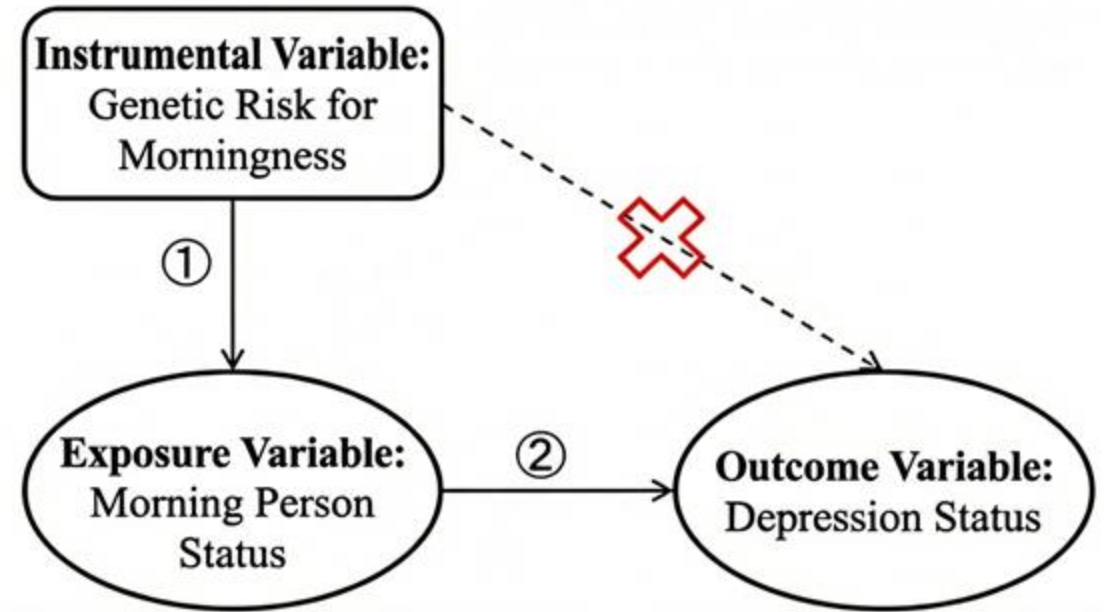 Instrumental Variable:
Genetic Risk for
Morningness
①
Exposure Variable:
Morning Person
Status
②
Outcome Variable:
Depression Status